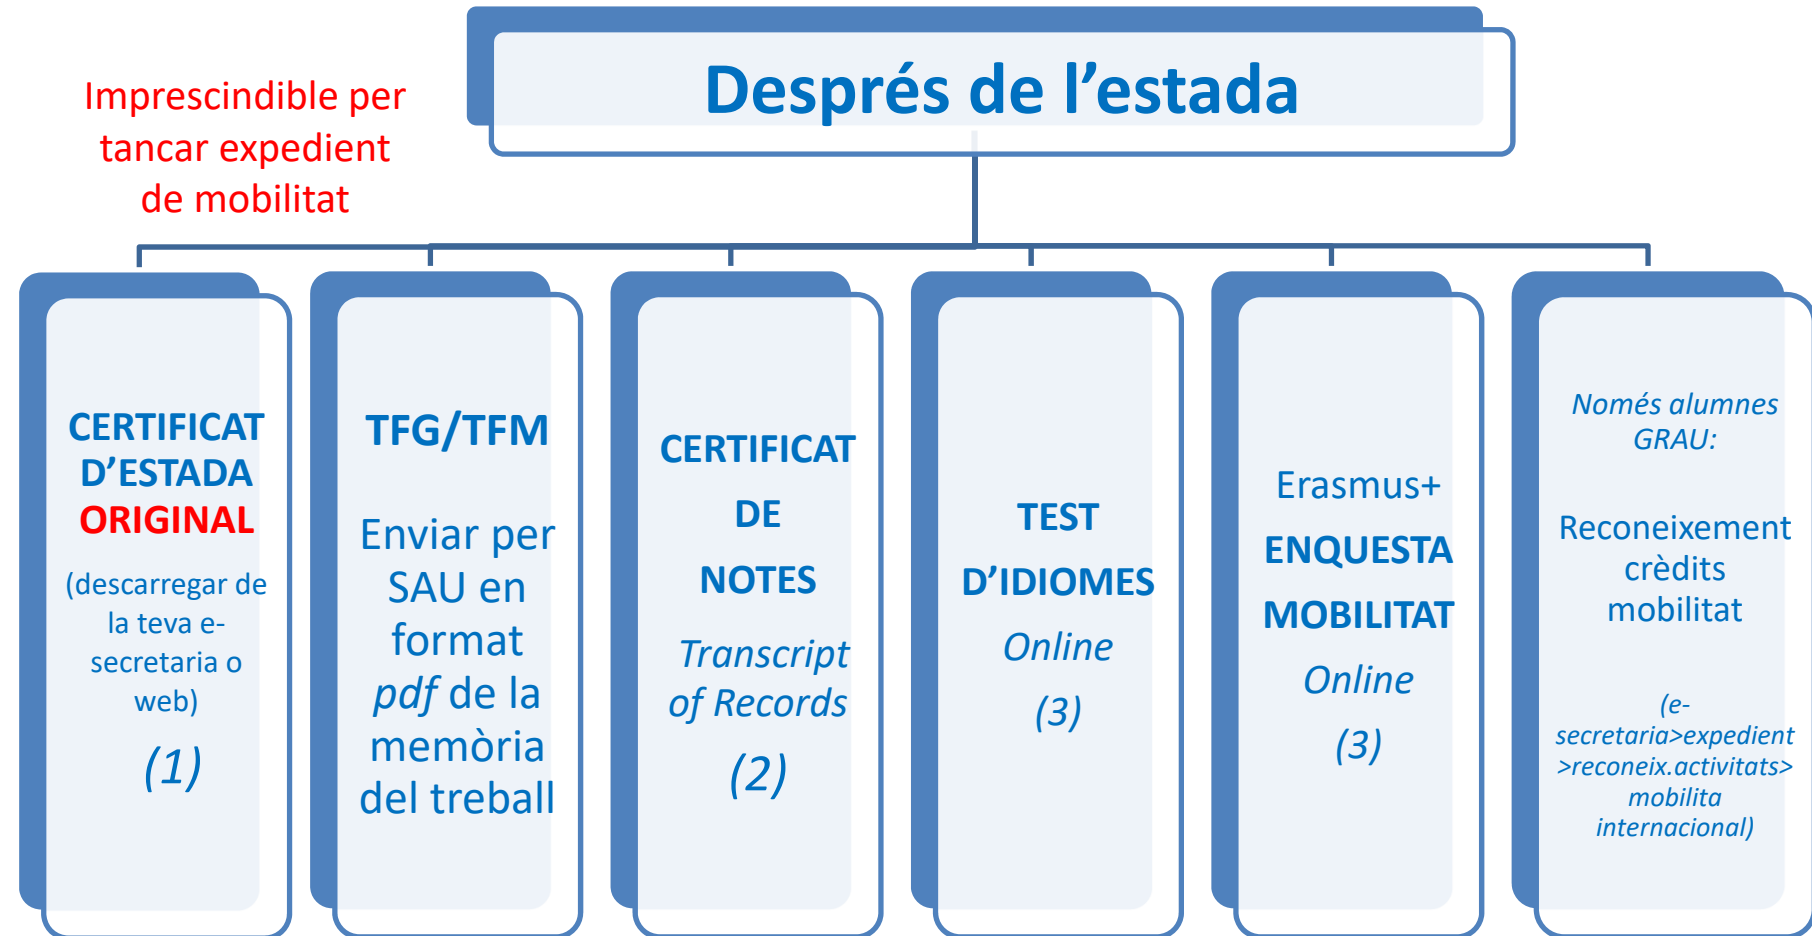 Després de l’estada
Imprescindible per
tancar expedient
de mobilitat
CERTIFICAT
D’ESTADA
ORIGINAL
(descarregar de
la teva e-
secretaria o
web)
(1)
TFG/TFM
Enviar per
SAU en
format
pdf de la
memòria
del treball
CERTIFICAT
DE
NOTES
Transcript
of Records
(2)
TEST
D’IDIOMES
Online
(3)
Erasmus+
ENQUESTA
MOBILITAT
Online
(3)
Només alumnes
GRAU:
Reconeixement
crèdits
mobilitat
(e-
secretaria>expedient
>reconeix.activitats>
mobilita
internacional)